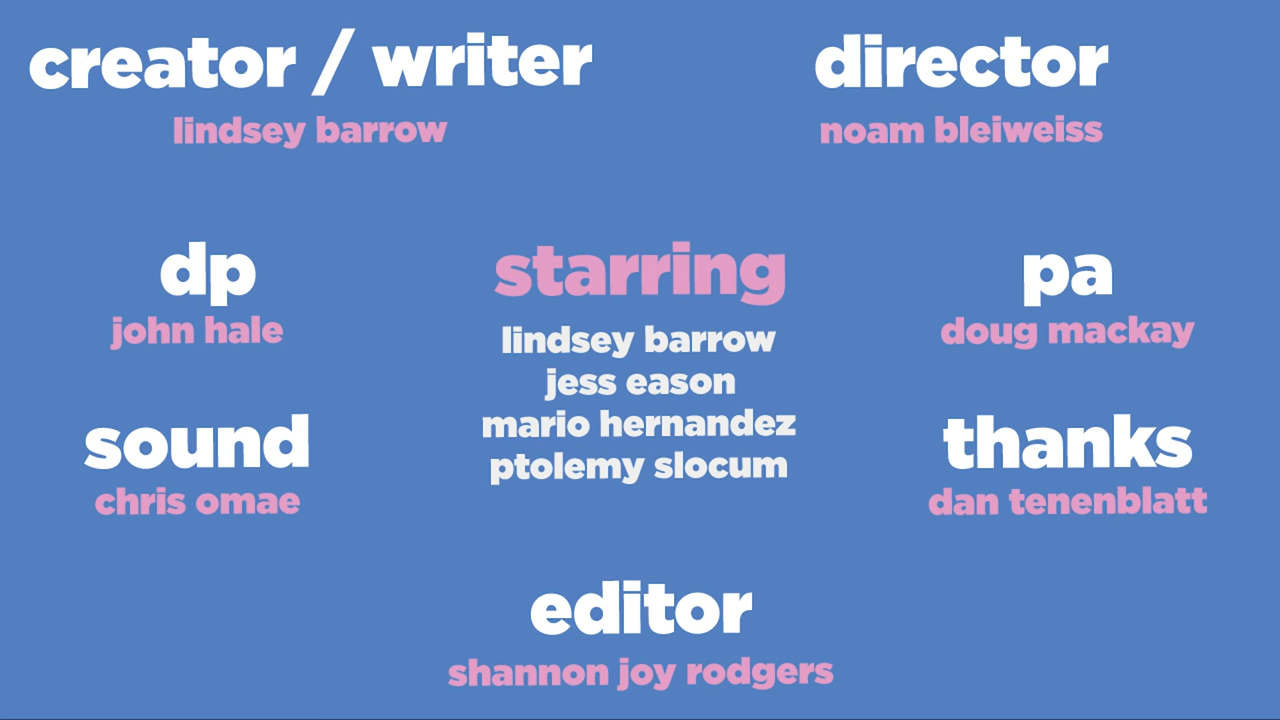 creator / writer
lindsey barrow
director
noam bleiweiss
dp
john hale
starring
lindsey barrow
jess eason
mario hernandez
ptolemy slocum
pa
doug mackay
sound
chris omae
thanks
dan tenenblatt
editor
shannon joy rodgers